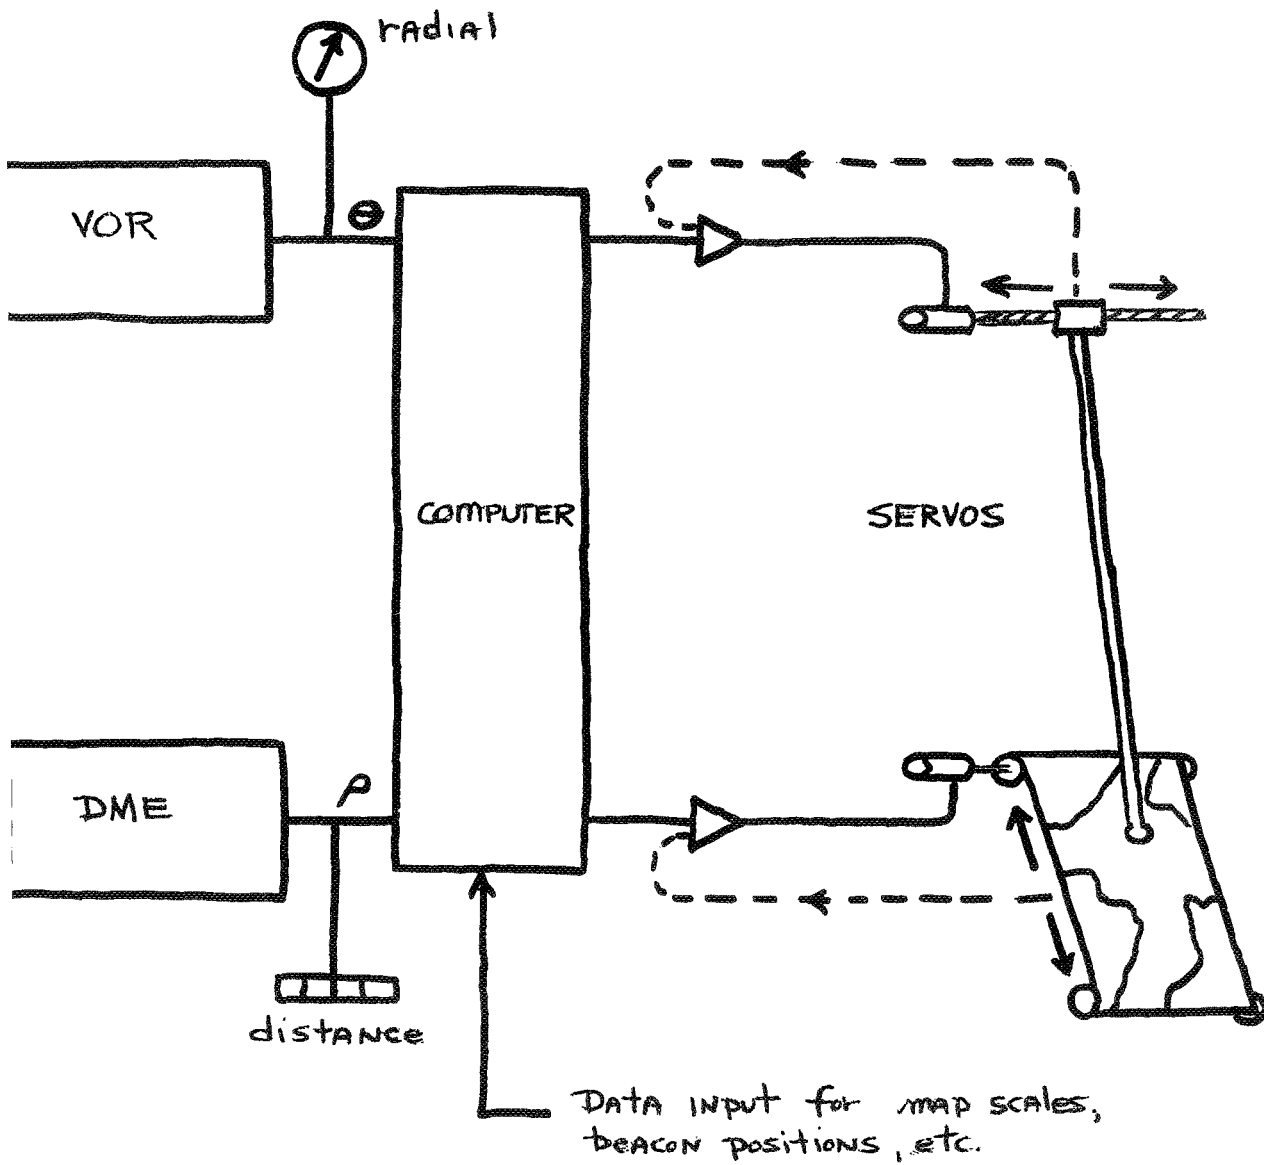 radial
VOR
θ
COMPUTER
SERVOS
DME
ρ
distance
Data input for map scales,
beacon positions, etc.